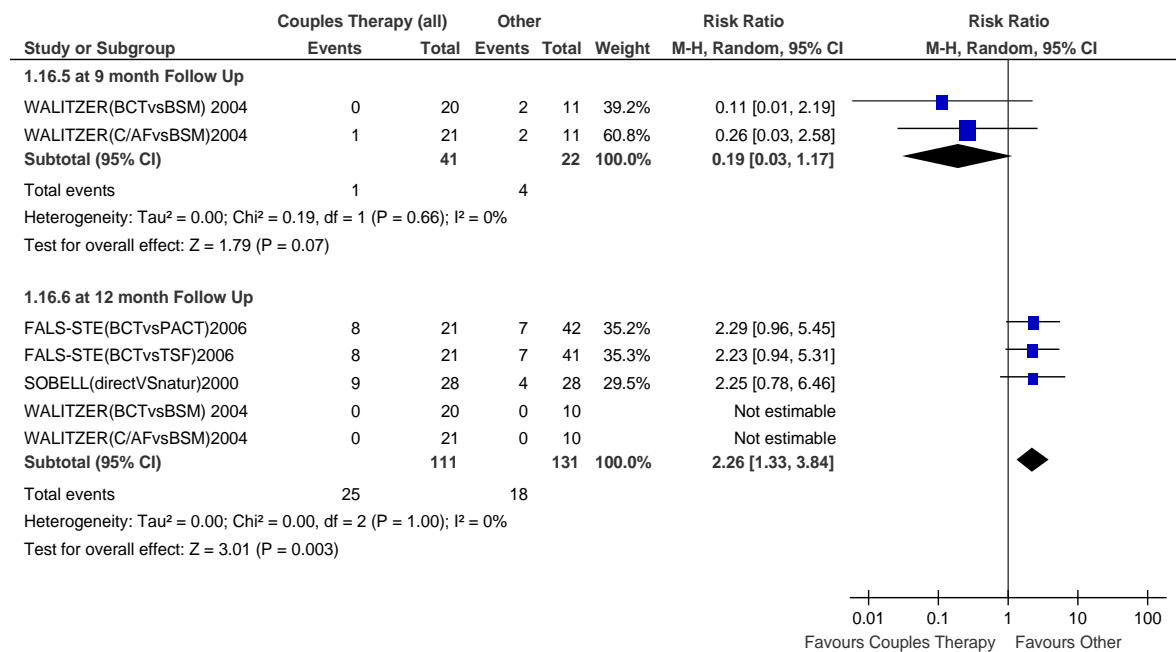 Couples Therapy (all) Other Risk Ratio Risk Ratio
Study or Subgroup Events Total Events Total Weight M-H, Random, 95% CI M-H, Random, 95% CI
1.16.5 at 9 month Follow Up
WALITZER(BCTvsBSM) 2004 0 20 2 11 39.2% 0.11 [0.01, 2.19]
WALITZER(C/AFvsBSM)2004 1 21 2 11 60.8% 0.26 [0.03, 2.58]
Subtotal (95% CI) 41 22 100.0% 0.19 [0.03, 1.17]
Total events 1 4
Heterogeneity: Tau² = 0.00; Chi² = 0.19, df = 1 (P = 0.66); I² = 0%
Test for overall effect: Z = 1.79 (P = 0.07)
1.16.6 at 12 month Follow Up
FALS-STE(BCTvsPACT)2006 8 21 7 42 35.2% 2.29 [0.96, 5.45]
FALS-STE(BCTvsTSF)2006 8 21 7 41 35.3% 2.23 [0.94, 5.31]
SOBELL(directVSnatur)2000 9 28 4 28 29.5% 2.25 [0.78, 6.46]
WALITZER(BCTvsBSM) 2004 0 20 0 10 Not estimable
WALITZER(C/AFvsBSM)2004 0 21 0 10 Not estimable
Subtotal (95% CI) 111 131 100.0% 2.26 [1.33, 3.84]
Total events 25 18
Heterogeneity: Tau² = 0.00; Chi² = 0.00, df = 2 (P = 1.00); I² = 0%
Test for overall effect: Z = 3.01 (P = 0.003)
0.01 0.1 1 10 100
Favours Couples Therapy Favours Other